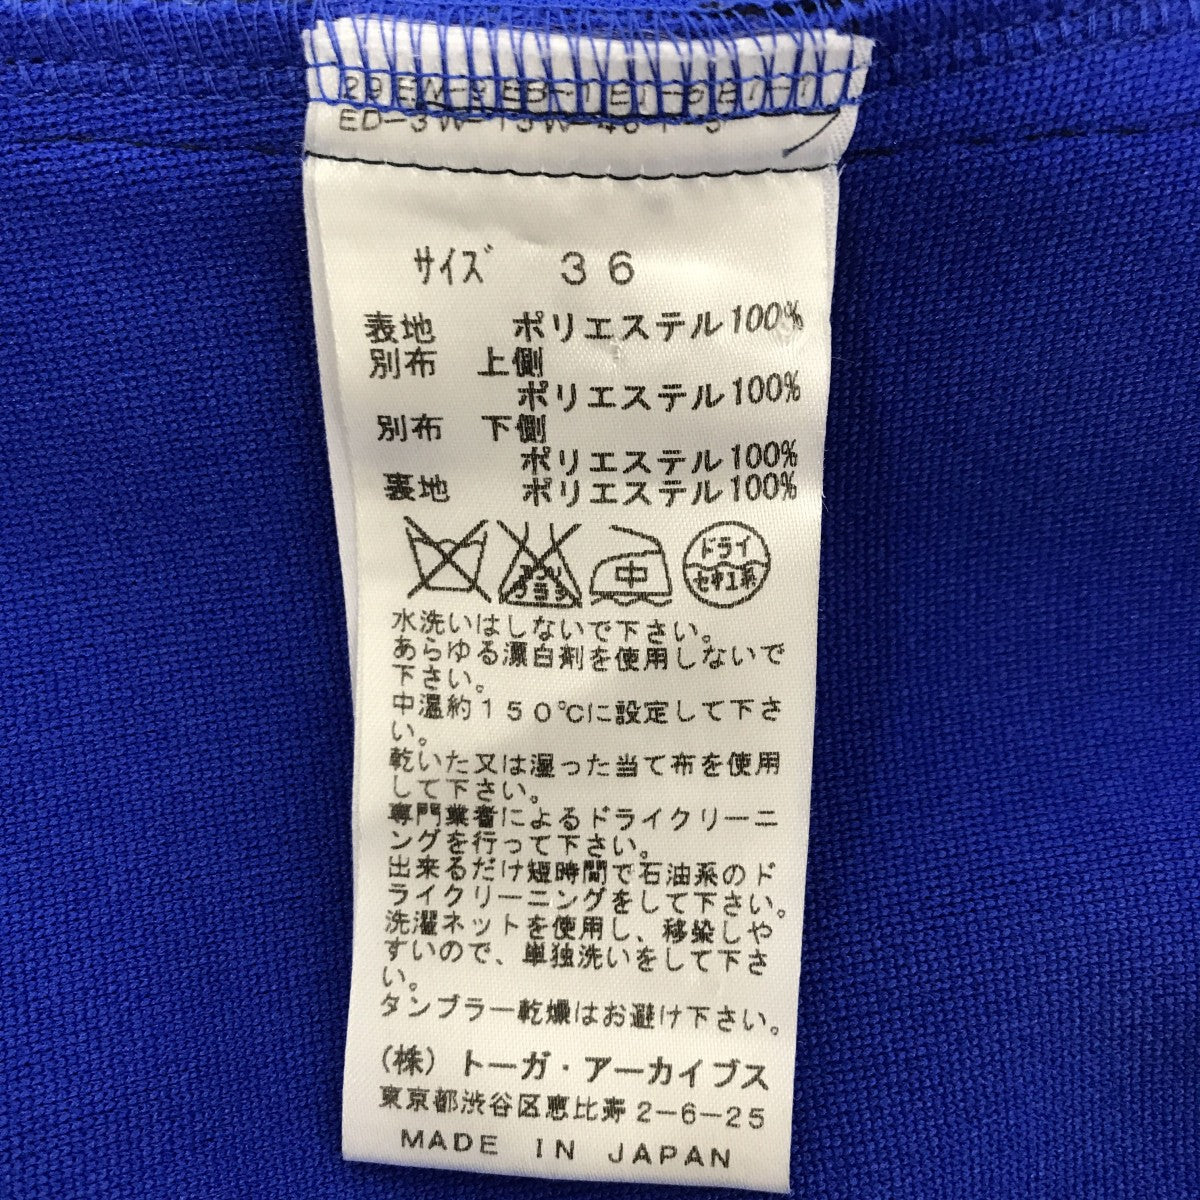 サイズ ３６
表地 ポリエステル100%
別布 上側
ポリエステル100%
別布 下側
ポリエステル100%
裏地 ポリエステル100%
中
ドライ
セキユ系
水洗いはしないで下さい。
あらゆる漂白剤を使用しないで
下さい。
中温約１５０℃に設定して下さ
い。
乾いた又は湿った当て布を使用
して下さい。
専門業者によるドライクリーニ
ングを行って下さい。
出来るだけ短時間で石油系のド
ライクリーニングをして下さい。
洗濯ネットを使用し、移染しや
すいので、単独洗いをして下さ
い。
タンブラー乾燥はお避け下さい。
(株) トーガ・アーカイブス
東京都渋谷区恵比寿２−６−２５
MADE IN JAPAN